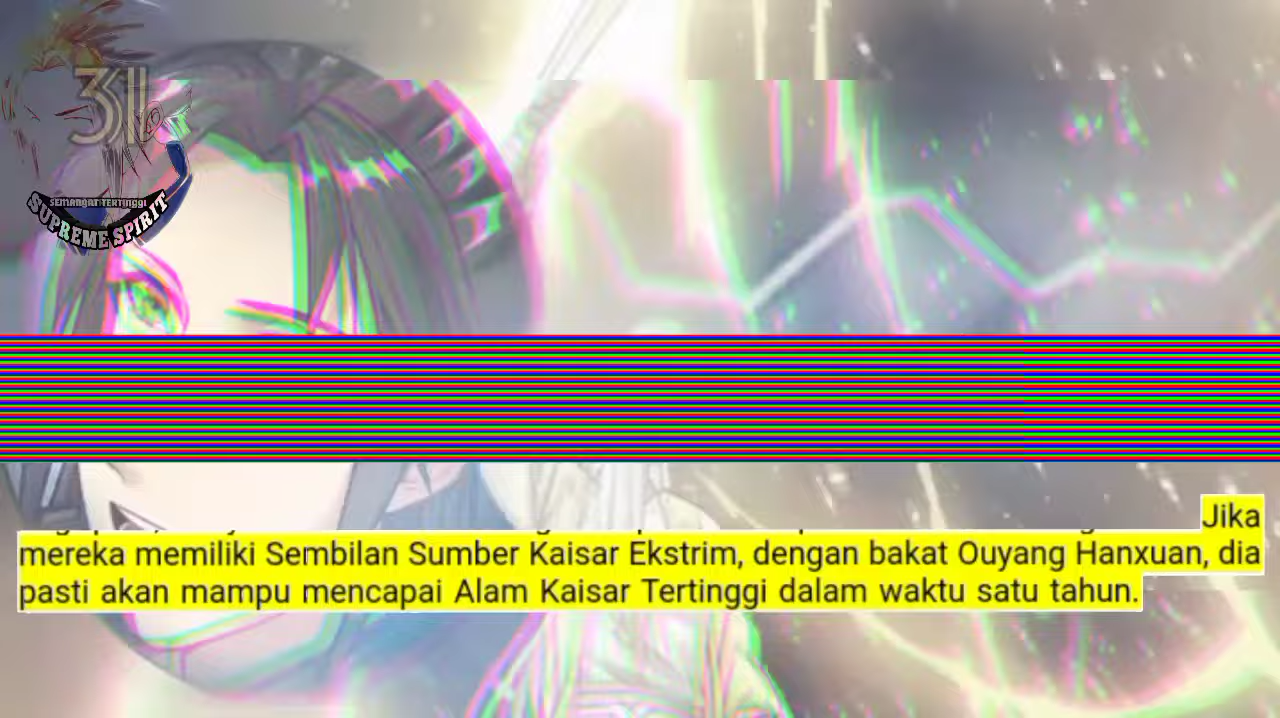 311
SEMANGAT TERTINGGI
SUPREME SPIRIT
Jika
mereka memiliki Sembilan Sumber Kaisar Ekstrim, dengan bakat Ouyang Hanxuan, dia
pasti akan mampu mencapai Alam Kaisar Tertinggi dalam waktu satu tahun.